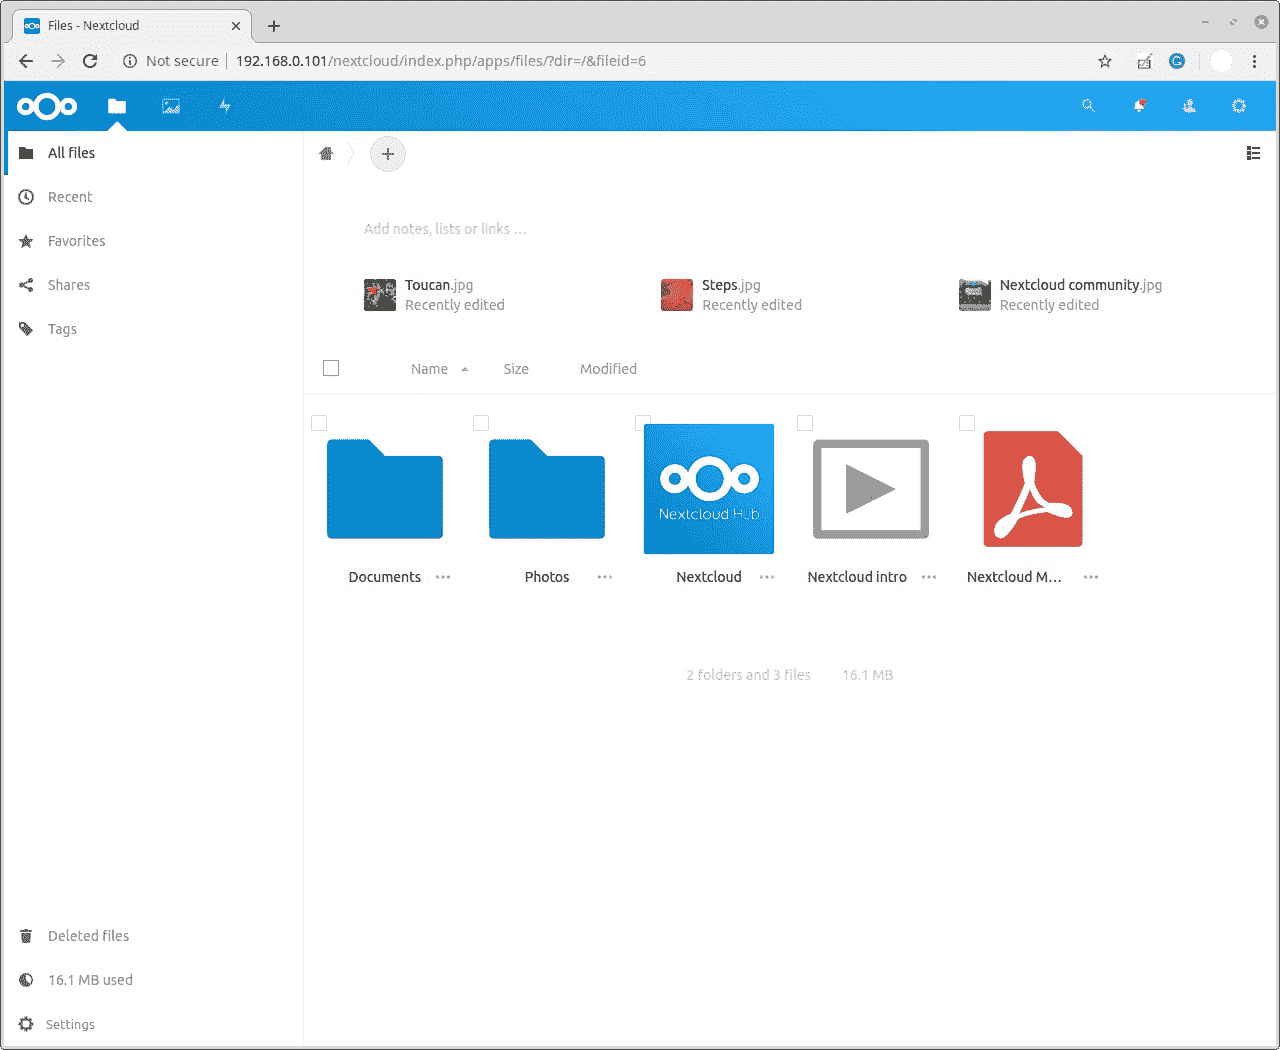 Files - Nextcloud
Not secure 192.168.0.101/nextcloud/index.php/apps/files/?dir=/&fileid=6
All files
Recent
Favorites
Shares
Tags
Add notes, lists or links ...
Toucan.jpg
Recently edited
Steps.jpg
Recently edited
Nextcloud community.jpg
Recently edited
Name Size Modified
Nextcloud Hub
Documents ...
Photos ...
Nextcloud ...
Nextcloud intro ...
Nextcloud M... ...
2 folders and 3 files 16.1 MB
Deleted files
16.1 MB used
Settings